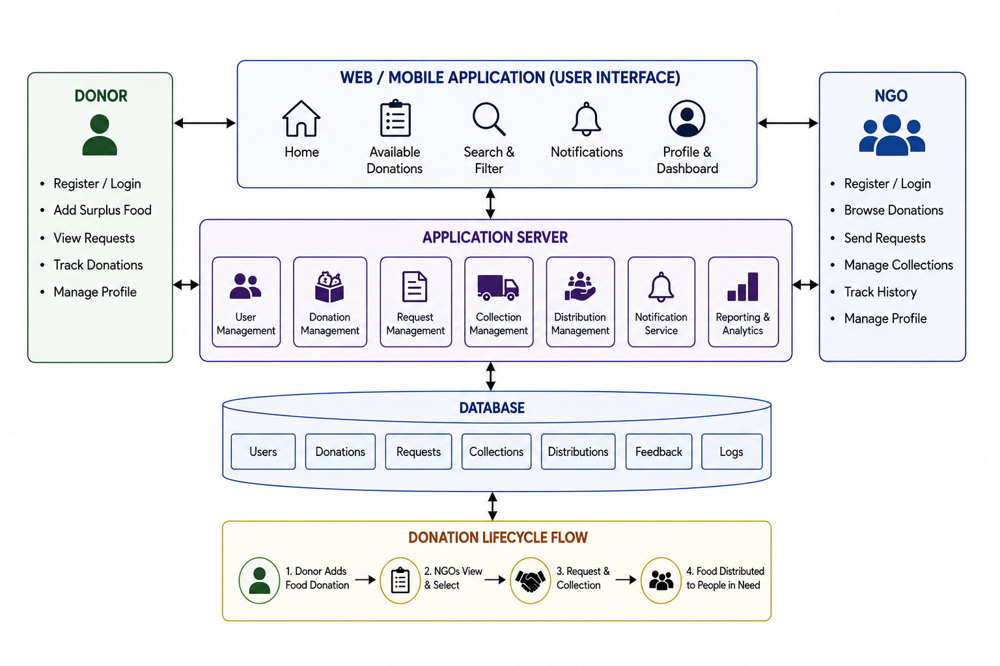 DONOR
• Register / Login
• Add Surplus Food
• View Requests
• Track Donations
• Manage Profile
WEB / MOBILE APPLICATION (USER INTERFACE)
Home
Available
Donations
Search &
Filter
Notifications
Profile &
Dashboard
NGO
• Register / Login
• Browse Donations
• Send Requests
• Manage Collections
• Track History
• Manage Profile
APPLICATION SERVER
User
Management
Donation
Management
Request
Management
Collection
Management
Distribution
Management
Notification
Service
Reporting &
Analytics
DATABASE
Users
Donations
Requests
Collections
Distributions
Feedback
Logs
DONATION LIFECYCLE FLOW
1. Donor Adds
Food Donation
2. NGOs View
& Select
3. Request &
Collection
4. Food Distributed
to People in Need